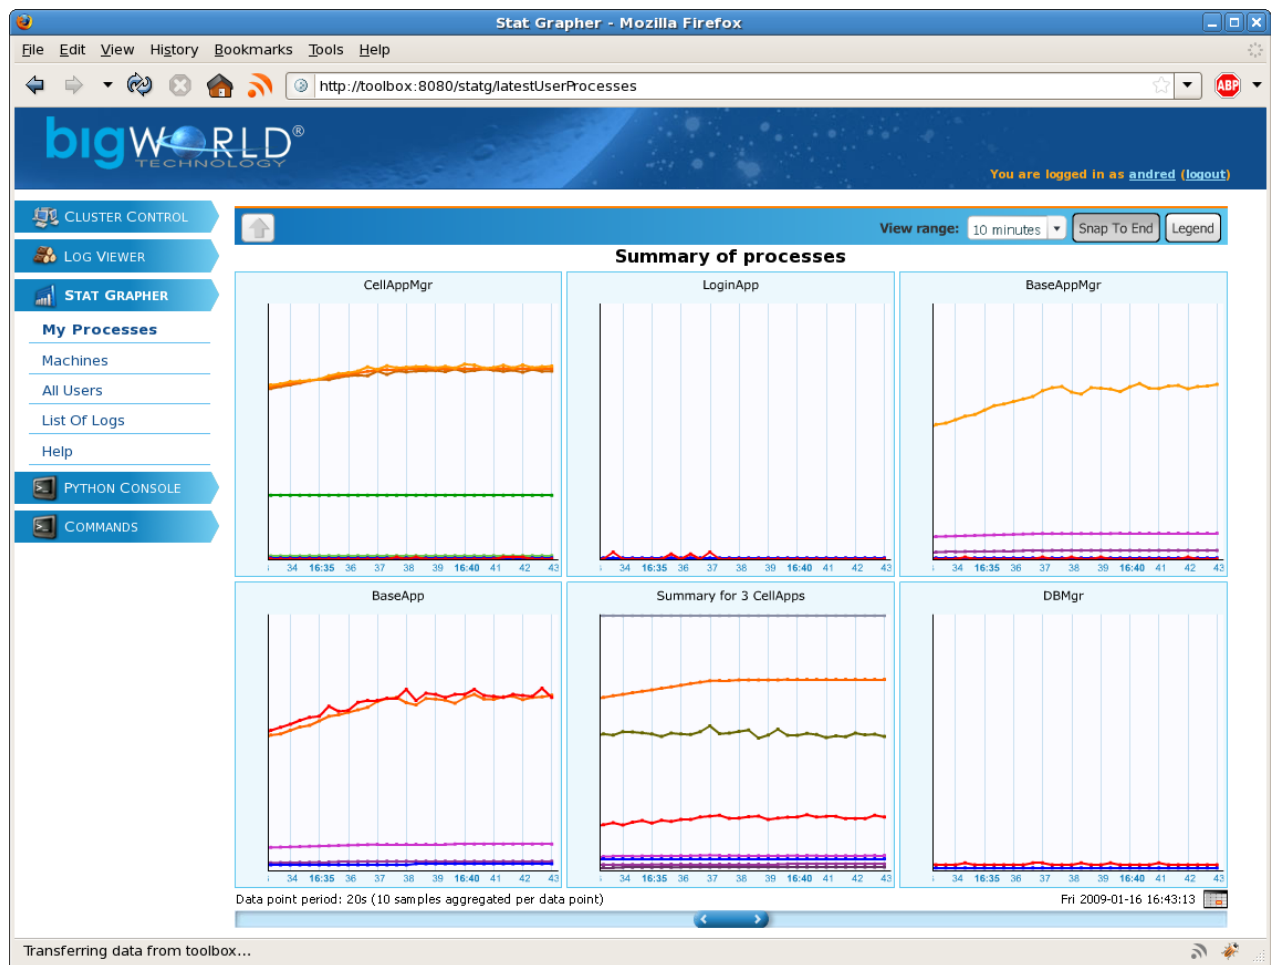 Stat Grapher - Mozilla Firefox
File Edit View History Bookmarks Tools Help
http://toolbox:8080/statg/latestUserProcesses
ABP
bigWORLD®
TECHNOLOGY
You are logged in as andred (logout)
CLUSTER CONTROL
LOG VIEWER
STAT GRAPHER
My Processes
Machines
All Users
List Of Logs
Help
PYTHON CONSOLE
COMMANDS
View range: 10 minutes Snap To End Legend
Summary of processes
CellAppMgr
34 16:35 36 37 38 39 16:40 41 42 43
LoginApp
34 16:35 36 37 38 39 16:40 41 42 43
BaseAppMgr
34 16:35 36 37 38 39 16:40 41 42 43
BaseApp
34 16:35 36 37 38 39 16:40 41 42 43
Summary for 3 CellApps
34 16:35 36 37 38 39 16:40 41 42 43
DBMgr
34 16:35 36 37 38 39 16:40 41 42 43
Data point period: 20s (10 samples aggregated per data point)
Fri 2009-01-16 16:43:13
Transferring data from toolbox...